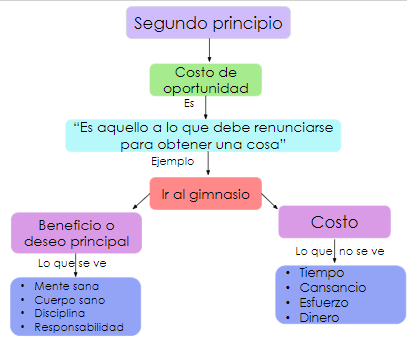 Segundo principio
Costo de
oportunidad
Es
“Es aquello a lo que debe renunciarse
para obtener una cosa”
Ejemplo
Ir al gimnasio
Beneficio o
deseo principal
Costo
Lo que se ve
Lo que no se ve
• Mente sana
• Cuerpo sano
• Disciplina
• Responsabilidad
• Tiempo
• Cansancio
• Esfuerzo
• Dinero